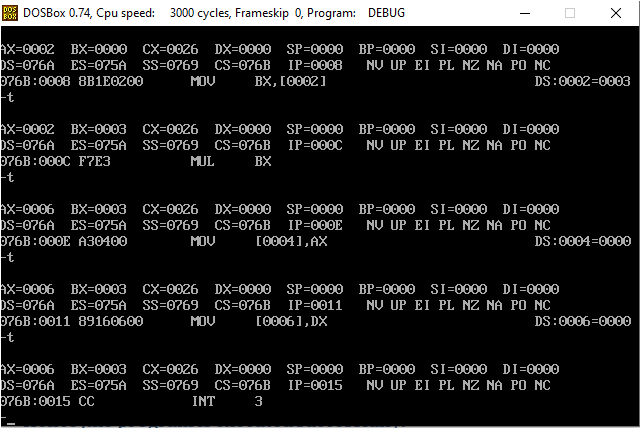 DOSBox 0.74, Cpu speed: 3000 cycles, Frameskip 0, Program: DEBUG
AX=0002 BX=0000 CX=0026 DX=0000 SP=0000 BP=0000 SI=0000 DI=0000
DS=076A ES=075A SS=0769 CS=076B IP=0008 NV UP EI PL NZ NA PO NC
076B:0008 8B1E0200 MOV BX,[0002] DS:0002=0003
-t
AX=0002 BX=0003 CX=0026 DX=0000 SP=0000 BP=0000 SI=0000 DI=0000
DS=076A ES=075A SS=0769 CS=076B IP=000C NV UP EI PL NZ NA PO NC
076B:000C F7E3 MUL BX
-t
AX=0006 BX=0003 CX=0026 DX=0000 SP=0000 BP=0000 SI=0000 DI=0000
DS=076A ES=075A SS=0769 CS=076B IP=000E NV UP EI PL NZ NA PO NC
076B:000E A30400 MOV [0004],AX DS:0004=0000
-t
AX=0006 BX=0003 CX=0026 DX=0000 SP=0000 BP=0000 SI=0000 DI=0000
DS=076A ES=075A SS=0769 CS=076B IP=0011 NV UP EI PL NZ NA PO NC
076B:0011 89160600 MOV [0006],DX DS:0006=0000
-t
AX=0006 BX=0003 CX=0026 DX=0000 SP=0000 BP=0000 SI=0000 DI=0000
DS=076A ES=075A SS=0769 CS=076B IP=0015 NV UP EI PL NZ NA PO NC
076B:0015 CC INT 3
-